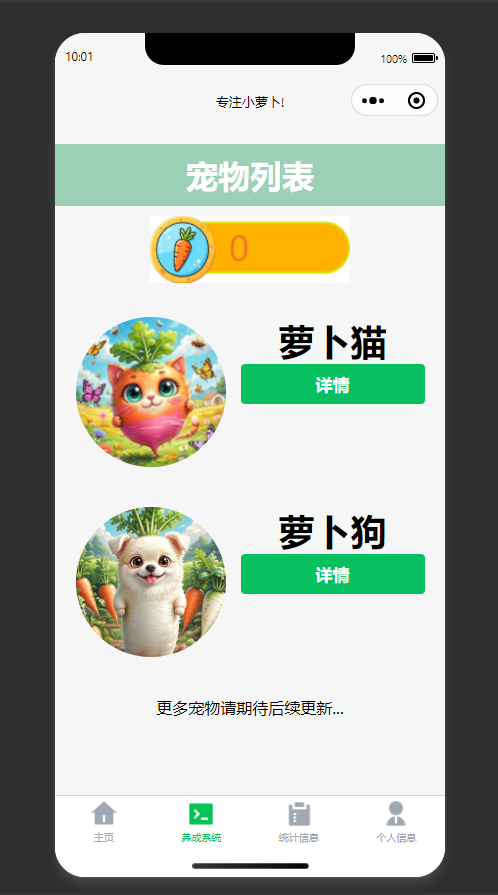 10:01
100%
专注小萝卜!
宠物列表
0
萝卜猫
详情
萝卜狗
详情
更多宠物请期待后续更新...
主页
养成系统
统计信息
个人信息